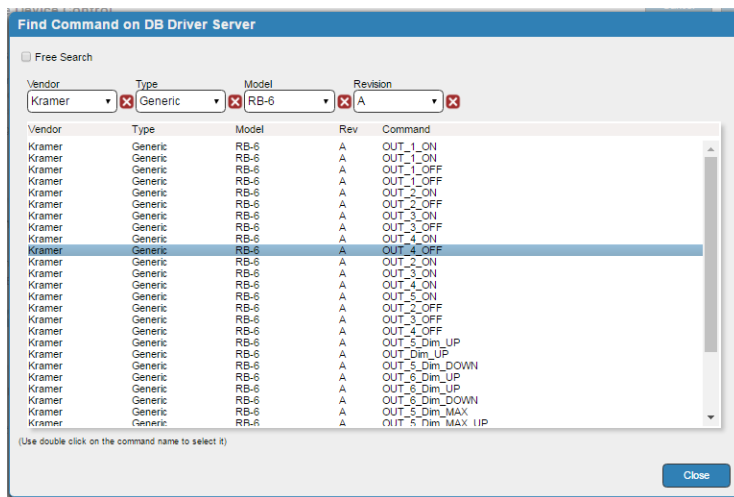 Find Command on DB Driver Server
Free Search
Vendor Type Model Revision
Kramer Generic RB-6 A
Vendor Type Model Rev Command
Kramer Generic RB-6 A OUT_1_ON
Kramer Generic RB-6 A OUT_1_ON
Kramer Generic RB-6 A OUT_1_OFF
Kramer Generic RB-6 A OUT_1_OFF
Kramer Generic RB-6 A OUT_2_ON
Kramer Generic RB-6 A OUT_2_OFF
Kramer Generic RB-6 A OUT_3_ON
Kramer Generic RB-6 A OUT_3_OFF
Kramer Generic RB-6 A OUT_4_ON
Kramer Generic RB-6 A OUT_4_OFF
Kramer Generic RB-6 A OUT_2_ON
Kramer Generic RB-6 A OUT_3_ON
Kramer Generic RB-6 A OUT_4_ON
Kramer Generic RB-6 A OUT_5_ON
Kramer Generic RB-6 A OUT_2_OFF
Kramer Generic RB-6 A OUT_3_OFF
Kramer Generic RB-6 A OUT_4_OFF
Kramer Generic RB-6 A OUT_5_Dim_UP
Kramer Generic RB-6 A OUT_Dim_UP
Kramer Generic RB-6 A OUT_5_Dim_DOWN
Kramer Generic RB-6 A OUT_6_Dim_UP
Kramer Generic RB-6 A OUT_6_Dim_UP
Kramer Generic RB-6 A OUT_6_Dim_DOWN
Kramer Generic RB-6 A OUT_5_Dim_MAX
Kramer Generic RB-6 A OUT_5_Dim_MAX_UP
(Use double click on the command name to select it)
Close